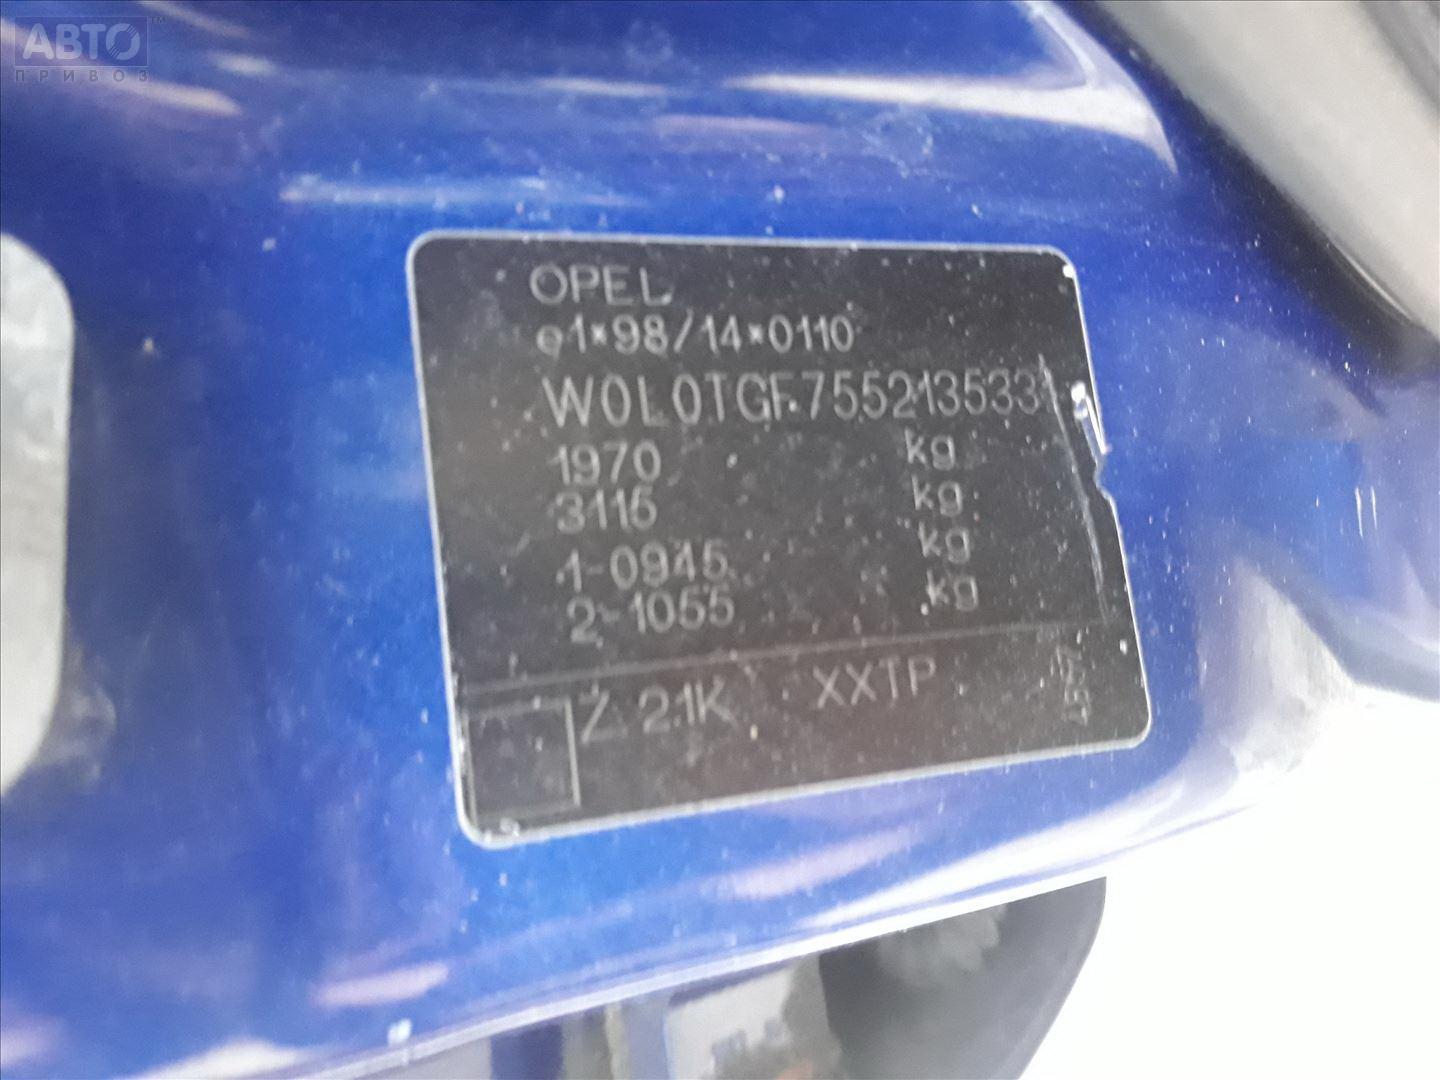 АВТО™
ПРИВОЗ
OPEL
e1*98/14*0110
W0L0TGF7552135331
1970 kg
3115 kg
1-0945 kg
2-1055 kg
Z 21K XXTP